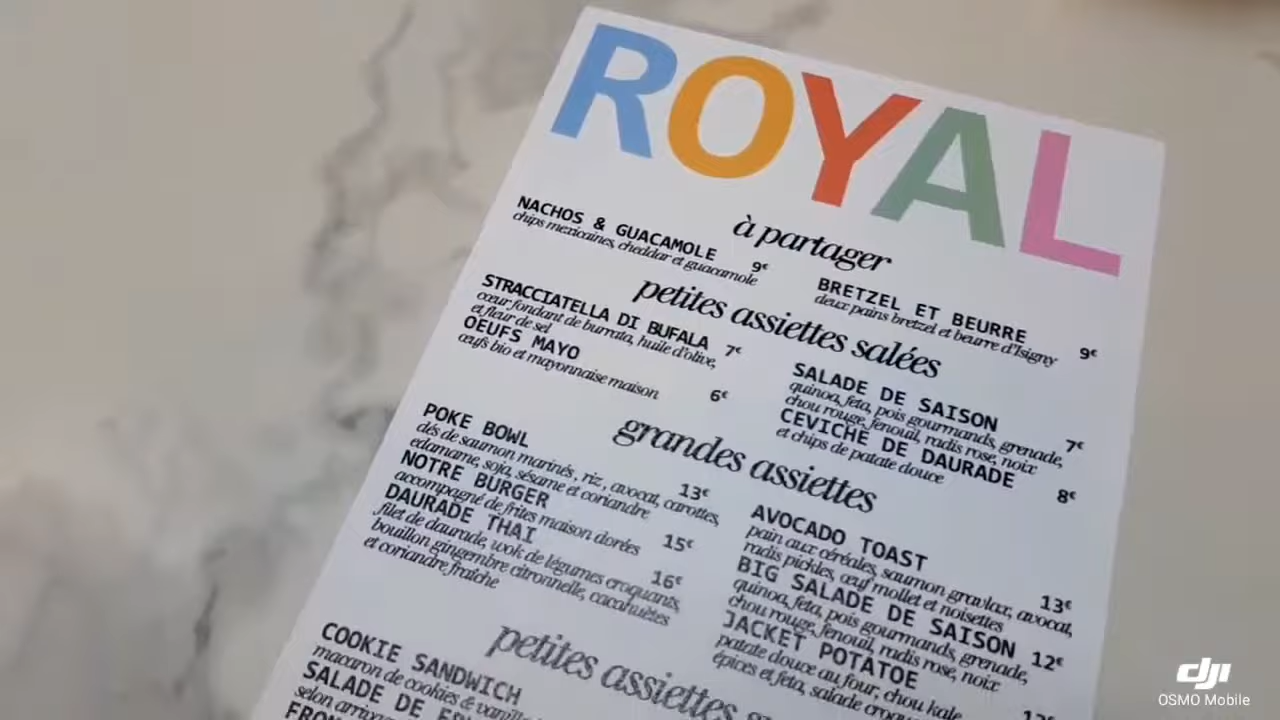 ROYAL
à partager
NACHOS & GUACAMOLE 9€
chips mexicaines, cheddar et guacamole
BRETZEL ET BEURRE 9€
deux pains bretzel et beurre d'Isigny
petites assiettes salées
STRACCIATELLA DI BUFALA 7€
cœur fondant de burrata, huile d'olive,
et fleur de sel
OEUFS MAYO 6€
œufs bio et mayonnaise maison
SALADE DE SAISON 7€
quinoa, feta, pois gourmands, grenade,
chou rouge, fenouil, radis rose, noix
CEVICHE DE DAURADE 8€
et chips de patate douce
grandes assiettes
POKE BOWL 13€
dés de saumon marinés, riz, avocat, carottes,
edamame, soja, sésame et coriandre
NOTRE BURGER 15€
accompagné de frites maison dorées
DAURADE THAI 16€
filet de daurade, wok de légumes croquants,
bouillon gingembre citronnelle, cacahuètes
et coriandre fraîche
AVOCADO TOAST 13€
pain aux céréales, saumon gravlax, avocat,
radis pickles, œuf mollet et noisettes
BIG SALADE DE SAISON 12€
quinoa, feta, pois gourmands, grenade,
chou rouge, fenouil, radis rose, noix
JACKET POTATOE
patate douce au four, chou kale
épices et feta, salade
petites assiettes
COOKIE SANDWICH
macaron de cookies &
SALADE DE
selon
dji
OSMO Mobile